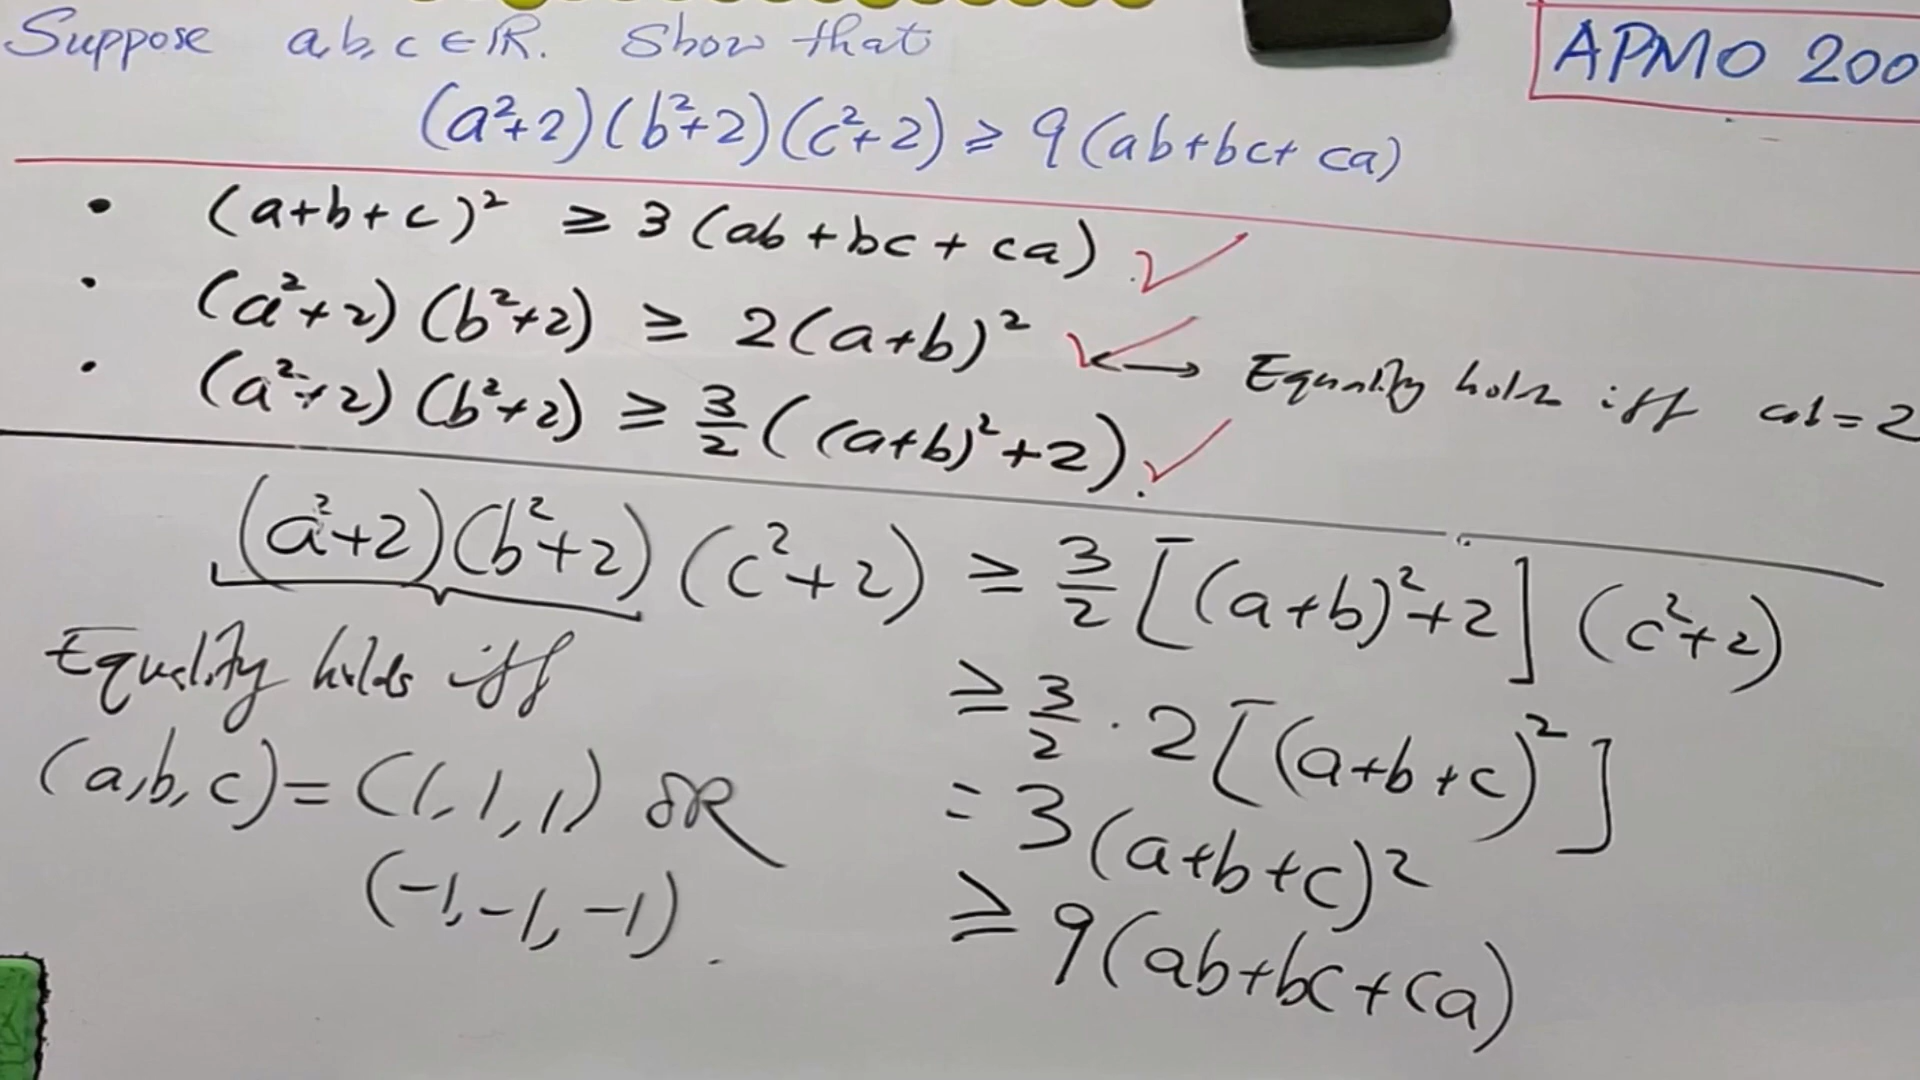 Suppose a,b,c ∈ ℝ. Show that
APMO 200
(a²+2)(b²+2)(c²+2) ≥ 9(ab+bc+ca)
• (a+b+c)² ≥ 3(ab+bc+ca) ✓
• (a²+2)(b²+2) ≥ 2(a+b)² ✓ ↔ Equality holds iff ab=2
• (a²+2)(b²+2) ≥ 3/2((a+b)²+2). ✓
(a²+2)(b²+2)(c²+2) ≥ 3/2[(a+b)²+2](c²+2)
≥ 3/2 · 2[(a+b+c)²]
= 3(a+b+c)²
≥ 9(ab+bc+ca)
Equality holds iff
(a,b,c) = (1,1,1) OR
(-1,-1,-1).